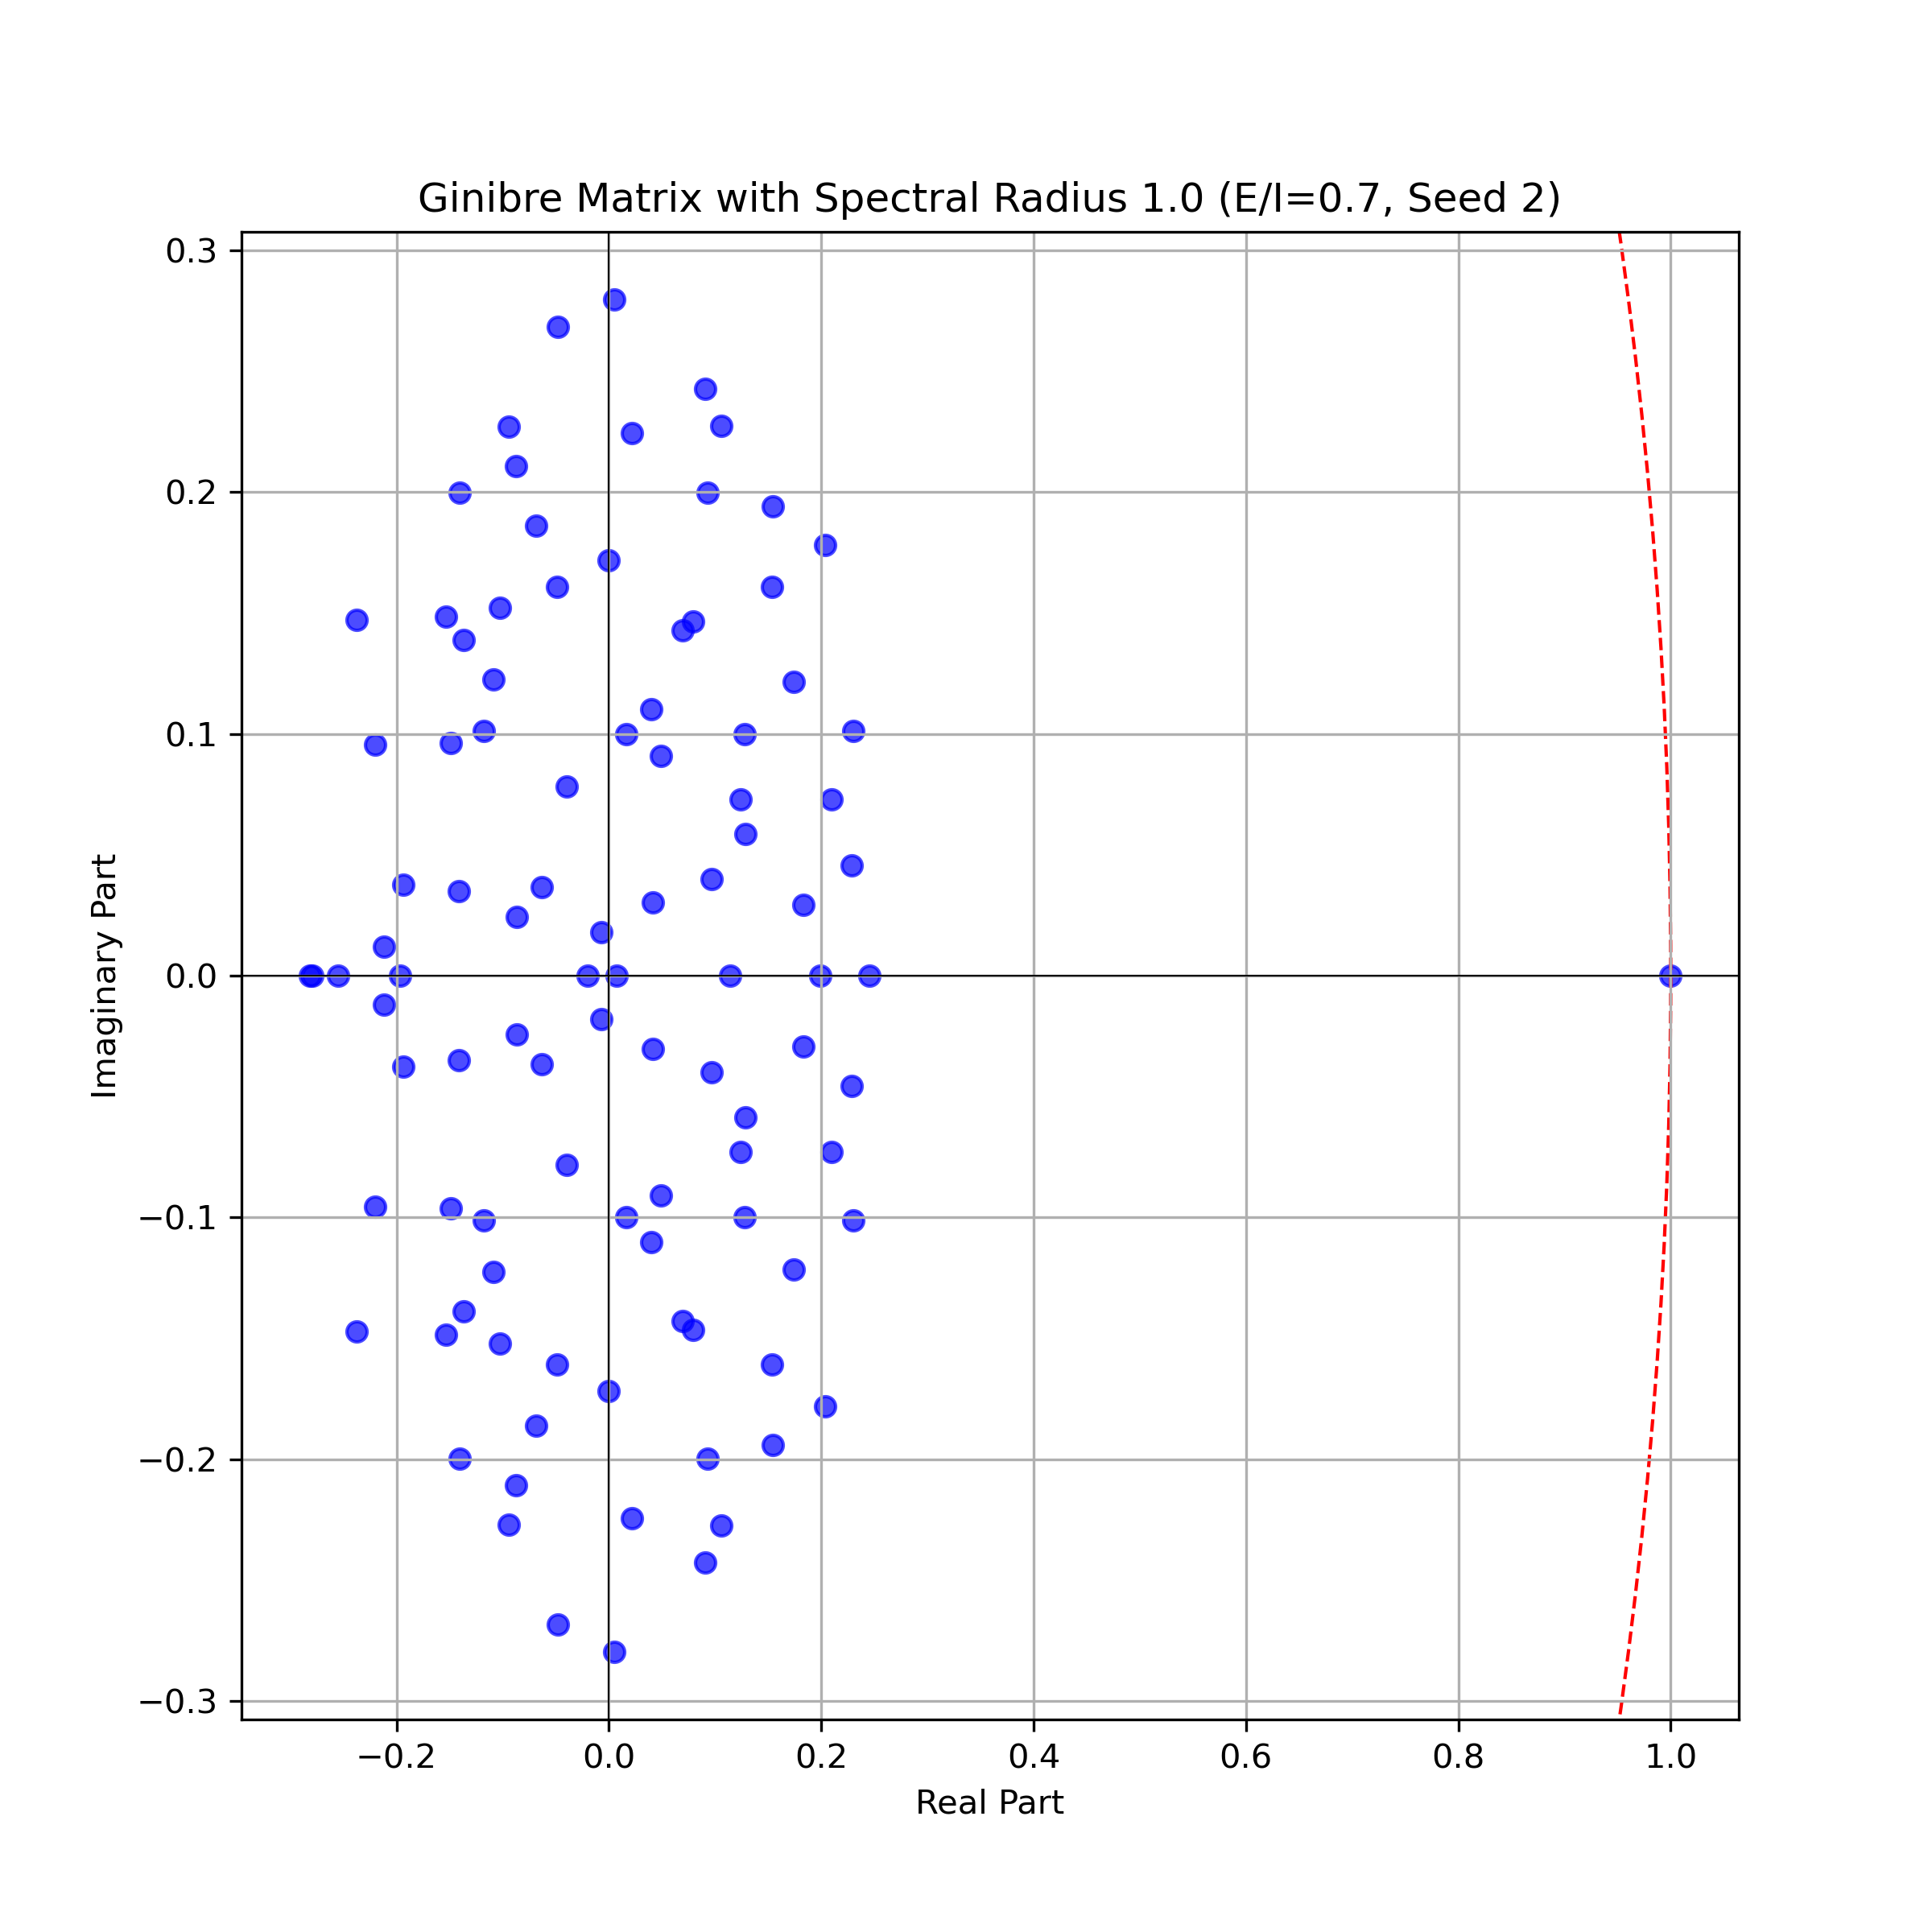 Ginibre Matrix with Spectral Radius 1.0 (E/I=0.7, Seed 2)
0.3
0.2
0.1
0.0
−0.1
−0.2
−0.3
Imaginary Part
−0.2 0.0 0.2 0.4 0.6 0.8 1.0
Real Part